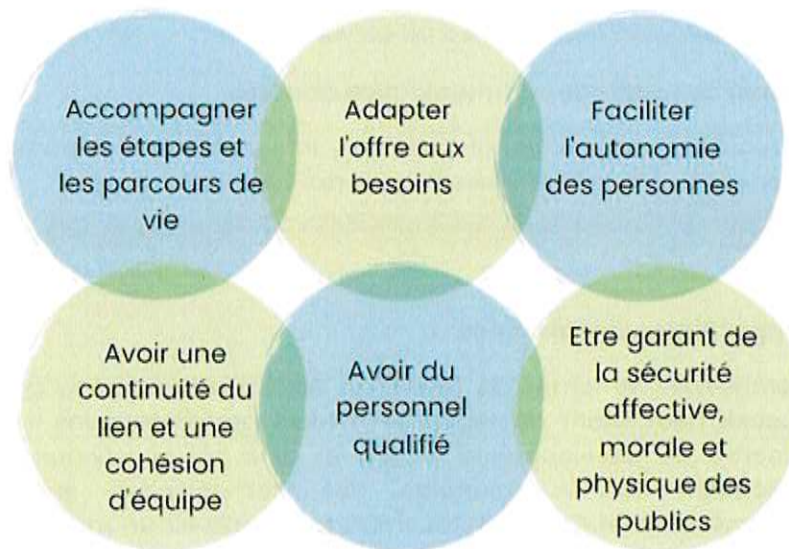 Accompagner
les étapes et
les parcours de
vie
Adapter
l'offre aux
besoins
Faciliter
l'autonomie
des personnes
Avoir une
continuité du
lien et une
cohésion
d'équipe
Avoir du
personnel
qualifié
Etre garant de
la sécurité
affective,
morale et
physique des
publics